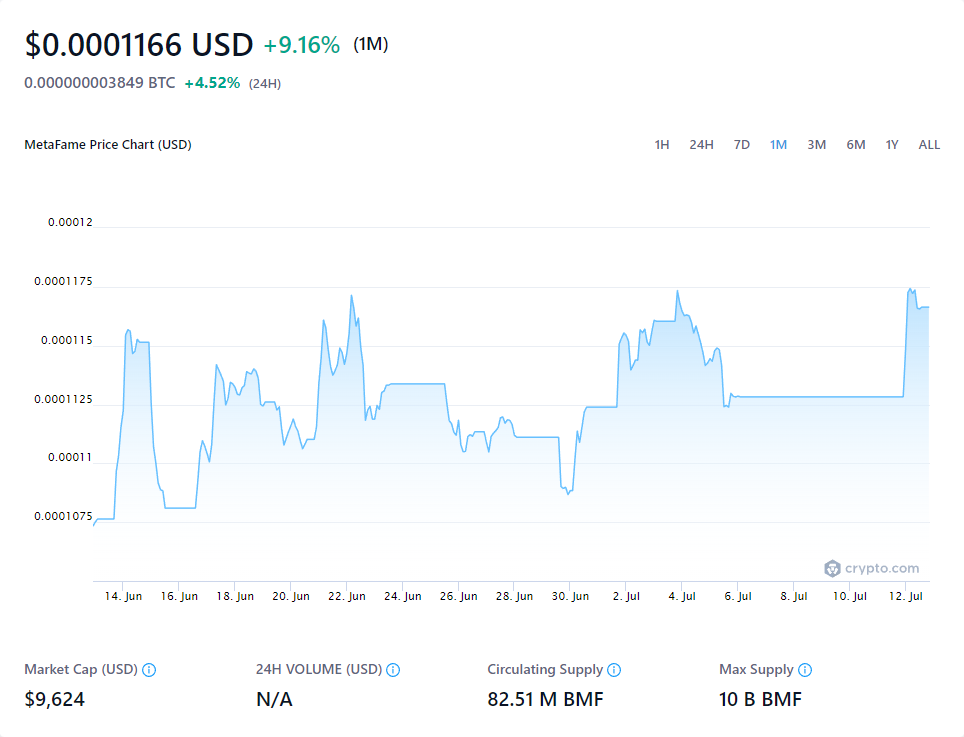 $0.0001166 USD +9.16% (1M)
0.000000003849 BTC +4.52% (24H)
MetaFame Price Chart (USD)
1H 24H 7D 1M 3M 6M 1Y ALL
0.00012
0.0001175
0.000115
0.0001125
0.00011
0.0001075
crypto.com
14. Jun 16. Jun 18. Jun 20. Jun 22. Jun 24. Jun 26. Jun 28. Jun 30. Jun 2. Jul 4. Jul 6. Jul 8. Jul 10. Jul 12. Jul
Market Cap (USD) 24H VOLUME (USD) Circulating Supply Max Supply
$9,624 N/A 82.51 M BMF 10 B BMF